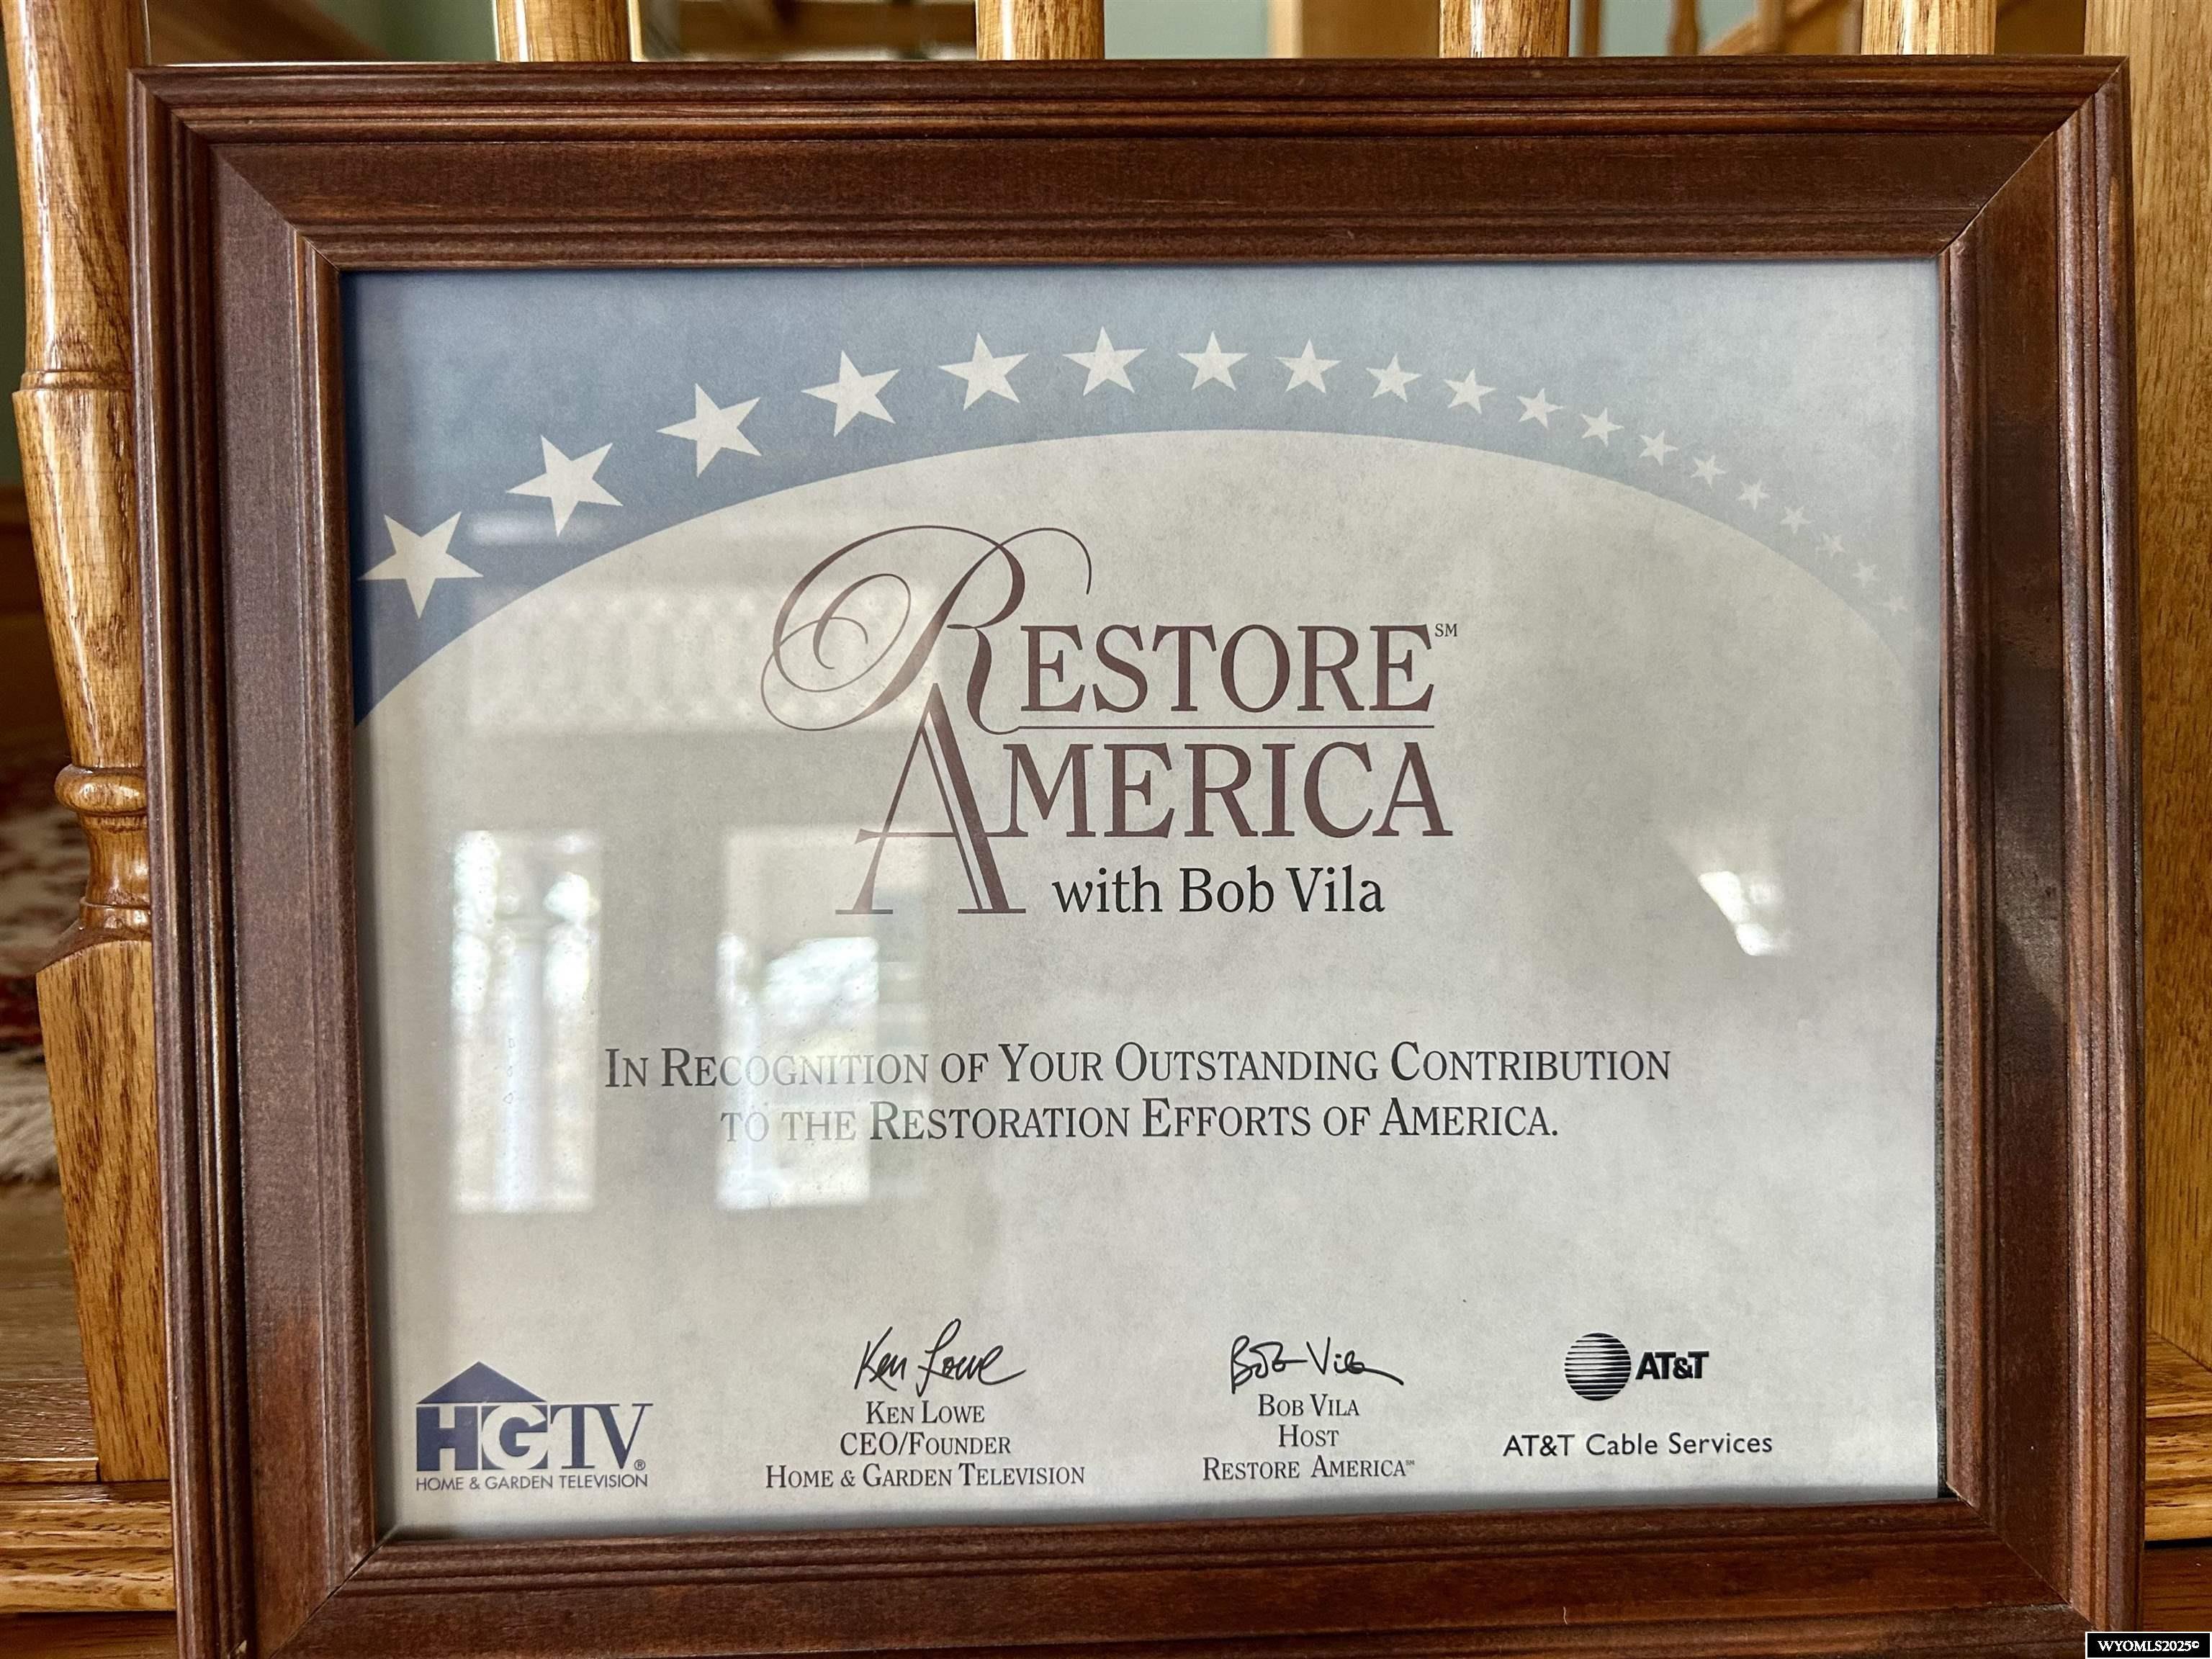 RESTORE℠
AMERICA
with Bob Vila
IN RECOGNITION OF YOUR OUTSTANDING CONTRIBUTION
TO THE RESTORATION EFFORTS OF AMERICA.
HGTV®
HOME & GARDEN TELEVISION
Ken Lowe
KEN LOWE
CEO/FOUNDER
HOME & GARDEN TELEVISION
Bob Vila
BOB VILA
HOST
RESTORE AMERICA℠
AT&T
AT&T Cable Services
WYOMLS2025©